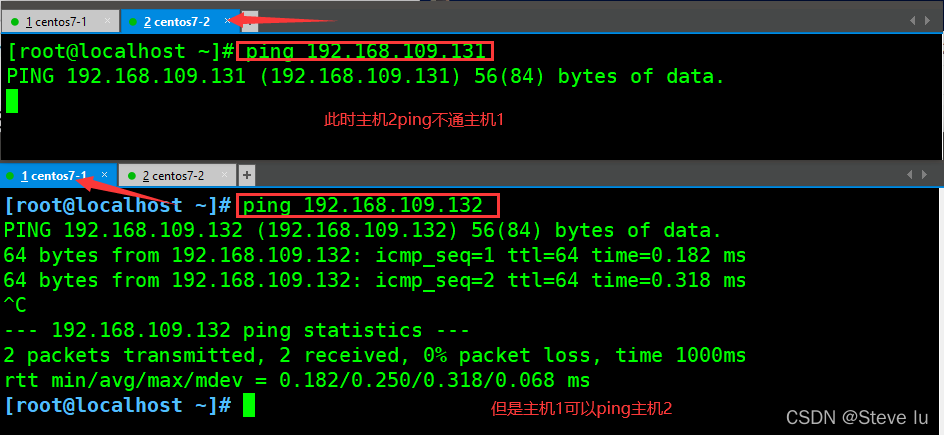 1 centos7-1 × 2 centos7-2 × +
[root@localhost ~]# ping 192.168.109.131
PING 192.168.109.131 (192.168.109.131) 56(84) bytes of data.
此时主机2ping不通主机1
1 centos7-1 × 2 centos7-2 × +
[root@localhost ~]# ping 192.168.109.132
PING 192.168.109.132 (192.168.109.132) 56(84) bytes of data.
64 bytes from 192.168.109.132: icmp_seq=1 ttl=64 time=0.182 ms
64 bytes from 192.168.109.132: icmp_seq=2 ttl=64 time=0.318 ms
^C
--- 192.168.109.132 ping statistics ---
2 packets transmitted, 2 received, 0% packet loss, time 1000ms
rtt min/avg/max/mdev = 0.182/0.250/0.318/0.068 ms
[root@localhost ~]#
但是主机1可以ping主机2
CSDN @Steve lu